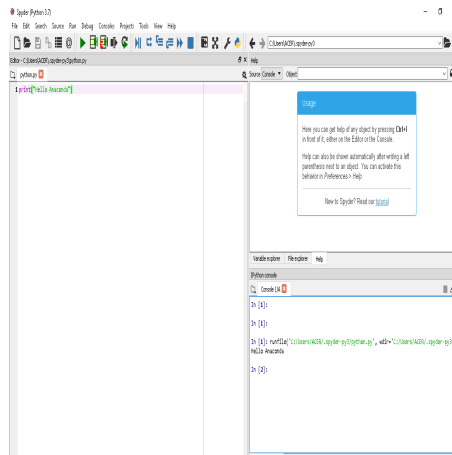 Spyder (Python 3.7)
File Edit Search Source Run Debug Consoles Projects Tools View Help
C:\Users\ACER\.spyder-py3
Editor - C:\Users\ACER\.spyder-py3\python.py
Help
python.py
Source Console Object
1 print("Hello Anaconda")
Usage
Here you can get help of any object by pressing Ctrl+I
in front of it, either on the Editor or the Console.
Help can also be shown automatically after writing a left
parenthesis next to an object. You can activate this
behavior in Preferences > Help.
New to Spyder? Read our tutorial
Variable explorer File explorer Help
IPython console
Console 1/A
In [1]:
In [1]:
In [1]: runfile('C:/Users/ACER/.spyder-py3/python.py', wdir='C:/Users/ACER/.spyder-py3
Hello Anaconda
In [2]: